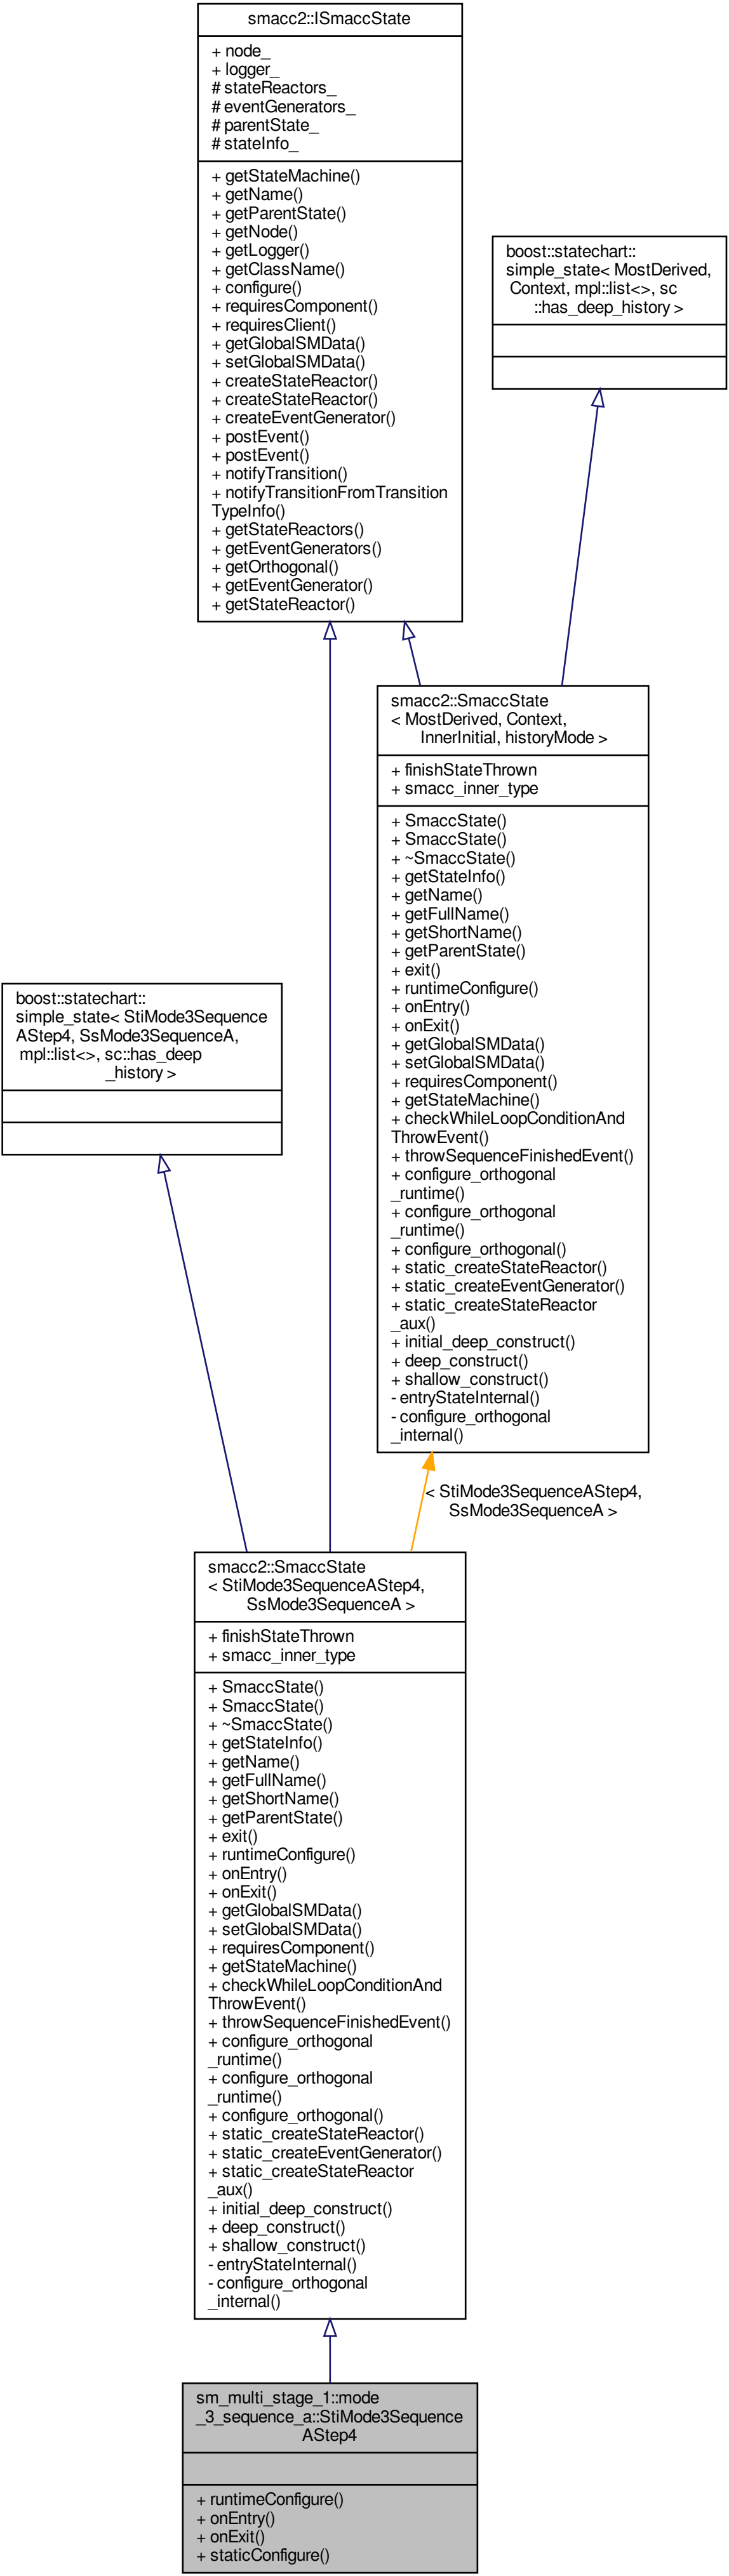 smacc2::ISmaccState
+ node_
+ logger_
# stateReactors_
# eventGenerators_
# parentState_
# stateInfo_
+ getStateMachine()
+ getName()
+ getParentState()
+ getNode()
+ getLogger()
+ getClassName()
+ configure()
+ requiresComponent()
+ requiresClient()
+ getGlobalSMData()
+ setGlobalSMData()
+ createStateReactor()
+ createStateReactor()
+ createEventGenerator()
+ postEvent()
+ postEvent()
+ notifyTransition()
+ notifyTransitionFromTransition
TypeInfo()
+ getStateReactors()
+ getEventGenerators()
+ getOrthogonal()
+ getEventGenerator()
+ getStateReactor()
boost::statechart::
simple_state< MostDerived,
Context, mpl::list<>, sc
::has_deep_history >
smacc2::SmaccState
< MostDerived, Context,
InnerInitial, historyMode >
+ finishStateThrown
+ smacc_inner_type
+ SmaccState()
+ SmaccState()
+ ~SmaccState()
+ getStateInfo()
+ getName()
+ getFullName()
+ getShortName()
+ getParentState()
+ exit()
+ runtimeConfigure()
+ onEntry()
+ onExit()
+ getGlobalSMData()
+ setGlobalSMData()
+ requiresComponent()
+ getStateMachine()
+ checkWhileLoopConditionAnd
ThrowEvent()
+ throwSequenceFinishedEvent()
+ configure_orthogonal
_runtime()
+ configure_orthogonal
_runtime()
+ configure_orthogonal()
+ static_createStateReactor()
+ static_createEventGenerator()
+ static_createStateReactor
_aux()
+ initial_deep_construct()
+ deep_construct()
+ shallow_construct()
- entryStateInternal()
- configure_orthogonal
_internal()
boost::statechart::
simple_state< StiMode3Sequence
AStep4, SsMode3SequenceA,
mpl::list<>, sc::has_deep
_history >
< StiMode3SequenceAStep4,
SsMode3SequenceA >
smacc2::SmaccState
< StiMode3SequenceAStep4,
SsMode3SequenceA >
+ finishStateThrown
+ smacc_inner_type
+ SmaccState()
+ SmaccState()
+ ~SmaccState()
+ getStateInfo()
+ getName()
+ getFullName()
+ getShortName()
+ getParentState()
+ exit()
+ runtimeConfigure()
+ onEntry()
+ onExit()
+ getGlobalSMData()
+ setGlobalSMData()
+ requiresComponent()
+ getStateMachine()
+ checkWhileLoopConditionAnd
ThrowEvent()
+ throwSequenceFinishedEvent()
+ configure_orthogonal
_runtime()
+ configure_orthogonal
_runtime()
+ configure_orthogonal()
+ static_createStateReactor()
+ static_createEventGenerator()
+ static_createStateReactor
_aux()
+ initial_deep_construct()
+ deep_construct()
+ shallow_construct()
- entryStateInternal()
- configure_orthogonal
_internal()
sm_multi_stage_1::mode
_3_sequence_a::StiMode3Sequence
AStep4
+ runtimeConfigure()
+ onEntry()
+ onExit()
+ staticConfigure()